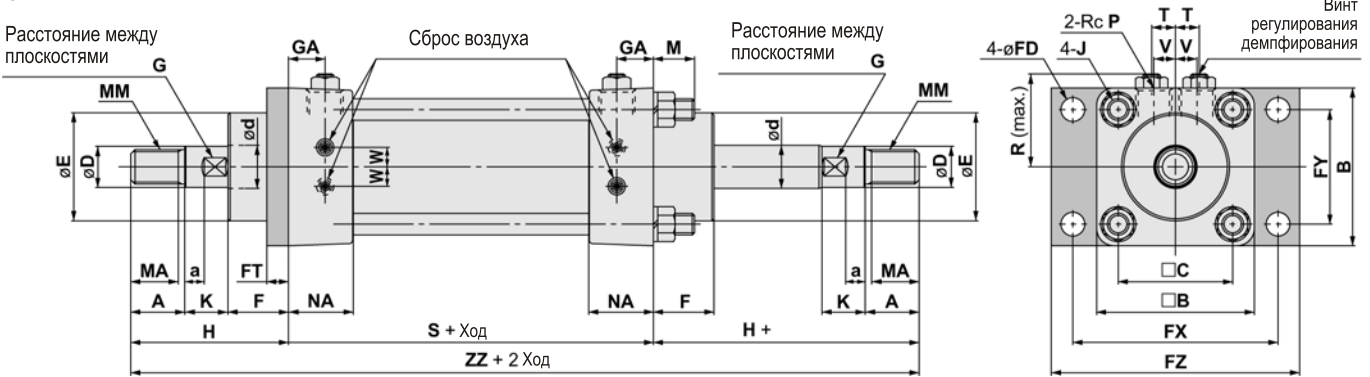 Расстояние между
плоскостями
G
MM
GA
Сброс воздуха
GA
M
Расстояние между
плоскостями
G
MM
2-Rc P
T T
Винт
регулирования
демпфирования
4-øFD
4-J
V V
R (max.)
øE
øD
ød
W
W
ød
øD
øE
FY
B
MA
a
FT
a
MA
A
K
F
NA
NA
F
K
A
H
S + Ход
H +
ZZ + 2 Ход
□C
□B
FX
FZ